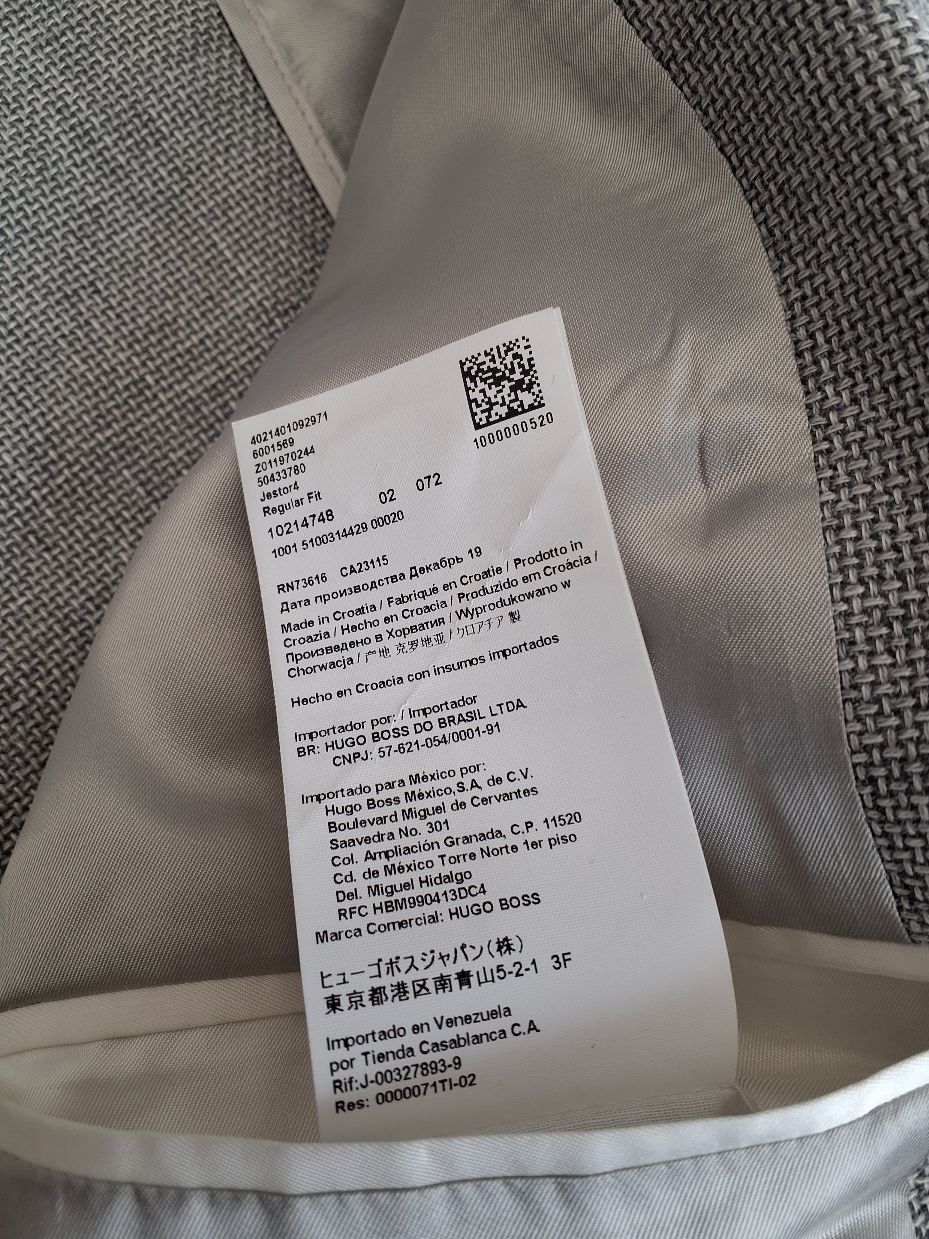 4021401092971
6001569
Z011970244
50433780
Jestor4
Regular Fit
10214748 02 072
1001 5100314429 00020
1000000520
RN73616 CA23115
Дата производства Декабрь 19
Made in Croatia / Fabriqué en Croatie / Prodotto in
Croazia / Hecho en Croacia / Produzido em Croácia /
Произведено в Хорватия / Wyprodukowano w
Chorwacja / 产地 克罗地亚 / クロアチア 製
Hecho en Croacia con insumos importados
Importador por: / Importador
BR: HUGO BOSS DO BRASIL LTDA.
CNPJ: 57-621-054/0001-91
Importado para México por:
Hugo Boss México,S.A, de C.V.
Boulevard Miguel de Cervantes
Saavedra No. 301
Col. Ampliación Granada, C.P. 11520
Cd. de México Torre Norte 1er piso
Del. Miguel Hidalgo
RFC HBM990413DC4
Marca Comercial: HUGO BOSS
ヒューゴボスジャパン(株)
東京都港区南青山5-2-1 3F
Importado en Venezuela
por Tienda Casablanca C.A.
Rif:J-00327893-9
Res: 0000071TI-02